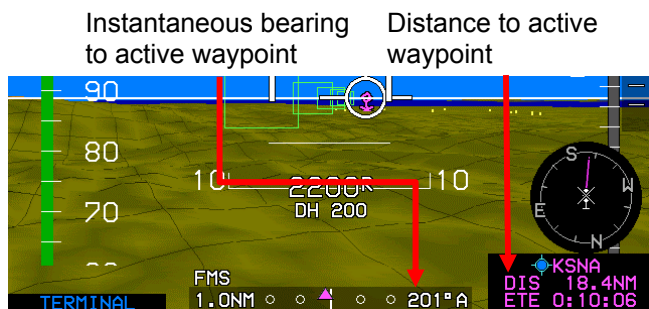 Instantaneous bearing to active waypoint
Distance to active waypoint
90
80
10
2200R
10
DH 200
70
S
W
E
N
FMS
1.0NM
201°A
KSNA
DIS 18.4NM
ETE 0:10:06
TERMINAL